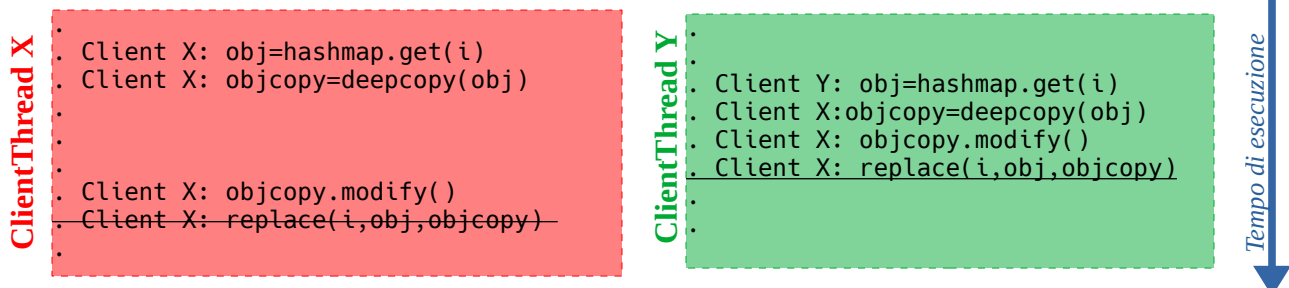 ClientThread X
.
. Client X: obj=hashmap.get(i)
. Client X: objcopy=deepcopy(obj)
.
.
.
. Client X: objcopy.modify()
. Client X: replace(i,obj,objcopy)
.
ClientThread Y
.
.
. Client Y: obj=hashmap.get(i)
. Client X:objcopy=deepcopy(obj)
. Client X: objcopy.modify()
. Client X: replace(i,obj,objcopy)
.
.
Tempo di esecuzione